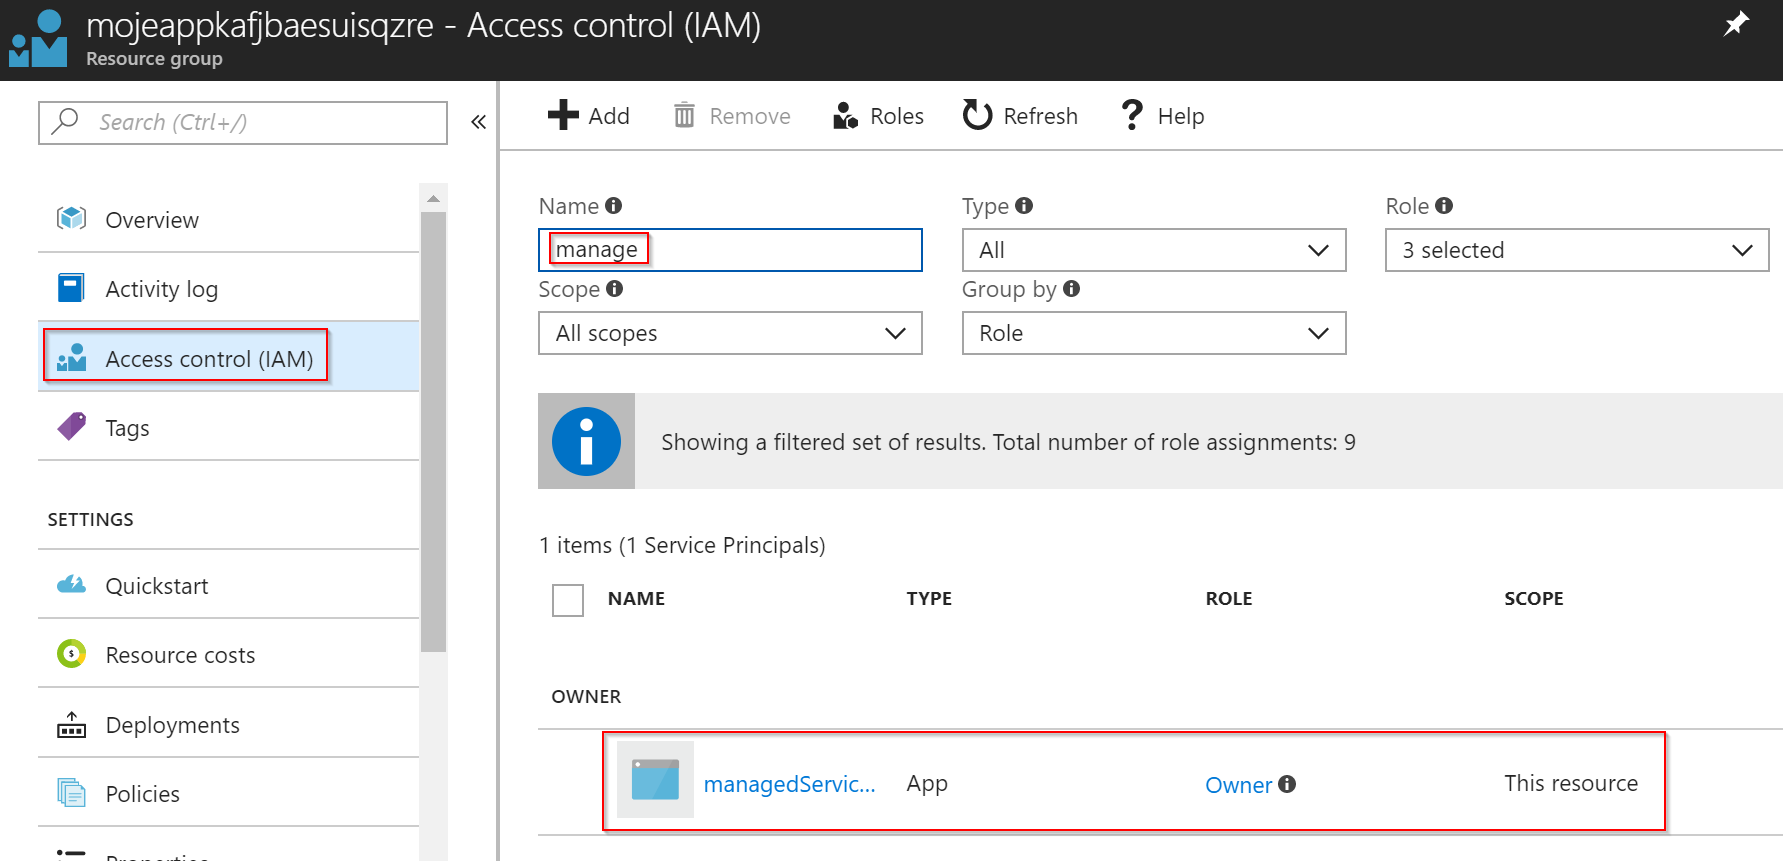 mojeappkafjbaesuisqzre - Access control (IAM)
Resource group
Search (Ctrl+/)
Overview
Activity log
Access control (IAM)
Tags
SETTINGS
Quickstart
Resource costs
Deployments
Policies
Properties
Add
Remove
Roles
Refresh
Help
Name
Type
Role
manage
All
3 selected
Scope
Group by
All scopes
Role
Showing a filtered set of results. Total number of role assignments: 9
1 items (1 Service Principals)
NAME TYPE ROLE SCOPE
OWNER
managedServic... App Owner This resource